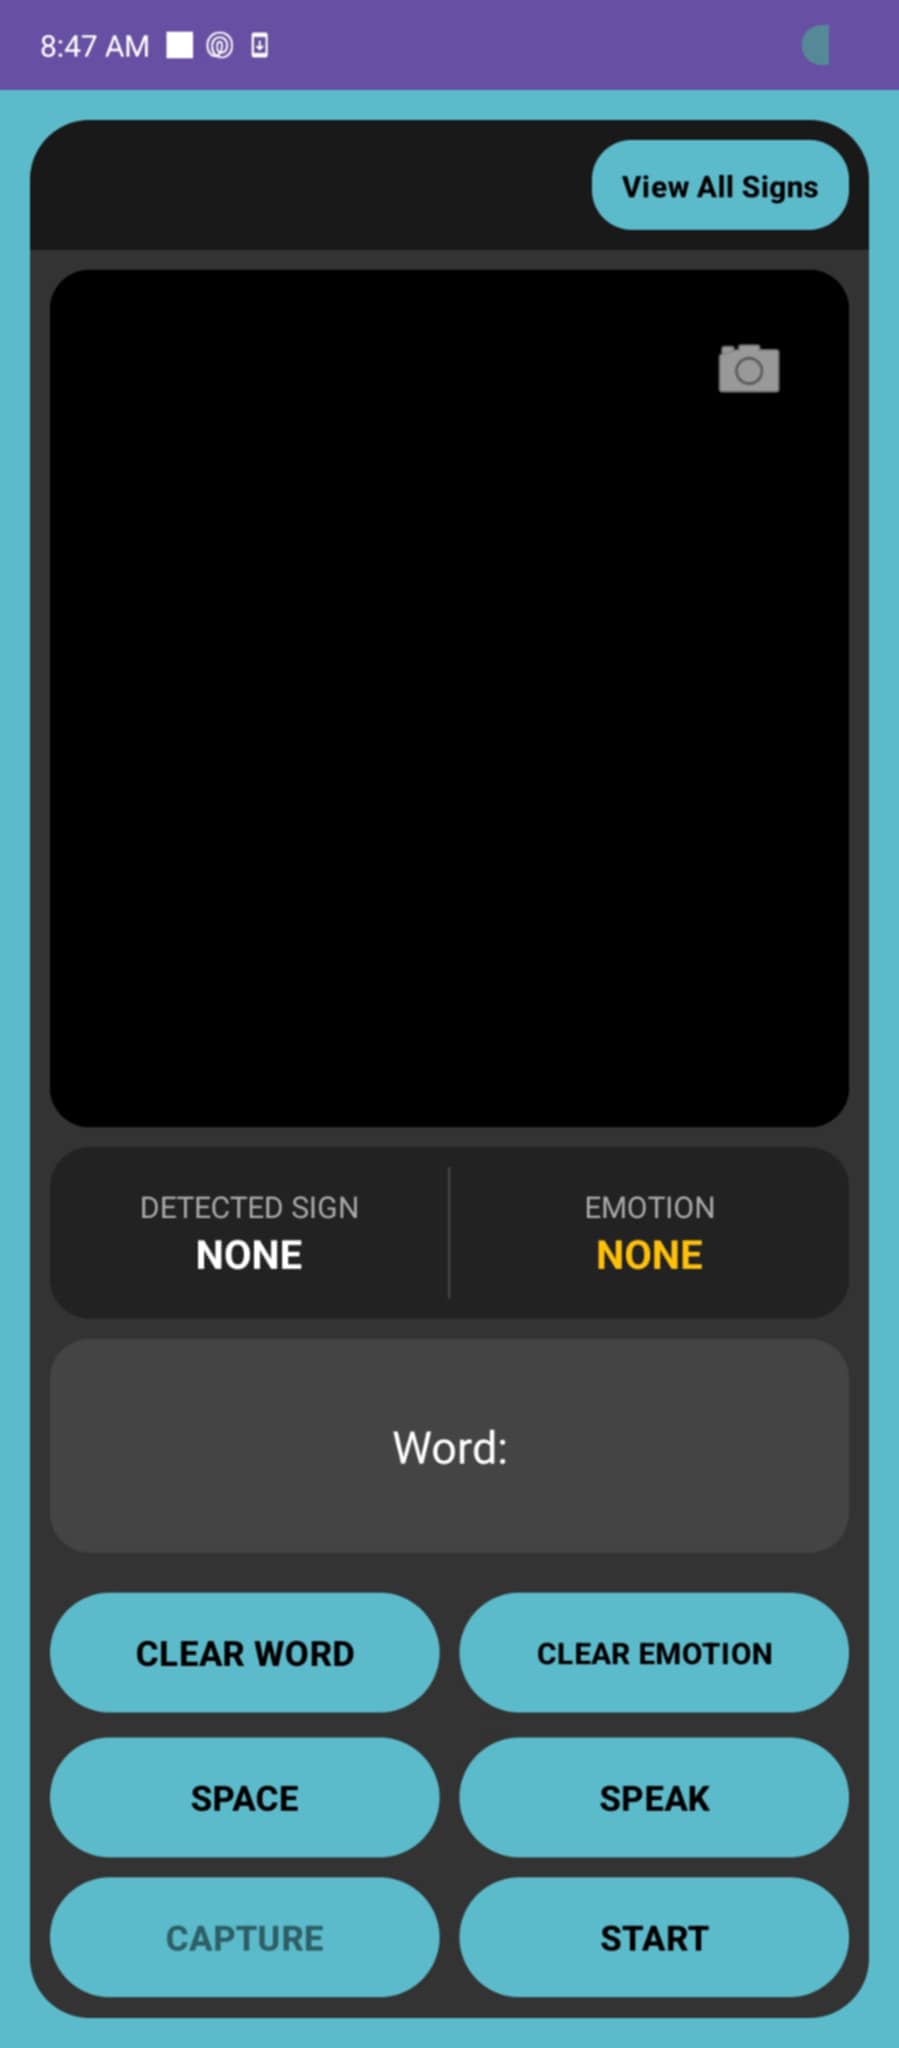 8:47 AM
View All Signs
DETECTED SIGN
NONE
EMOTION
NONE
Word:
CLEAR WORD
CLEAR EMOTION
SPACE
SPEAK
CAPTURE
START